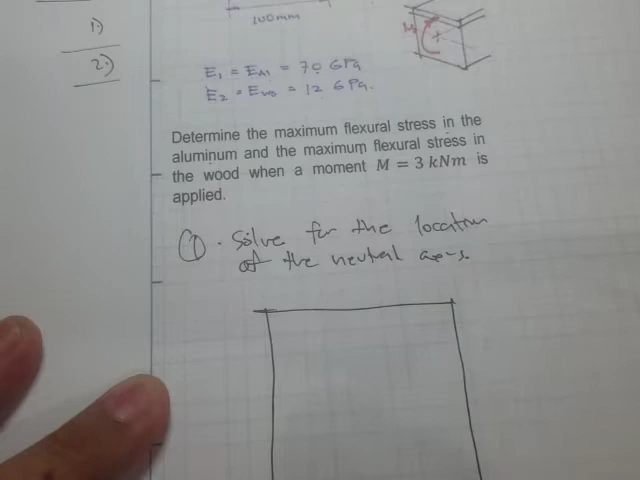 100mm
1)
2)
M
E1 = EAl = 70 GPa
E2 = EWD = 12 GPa.
Determine the maximum flexural stress in the
aluminum and the maximum flexural stress in
the wood when a moment M = 3 kNm is
applied.
① . Solve for the location
of the neutral axis.